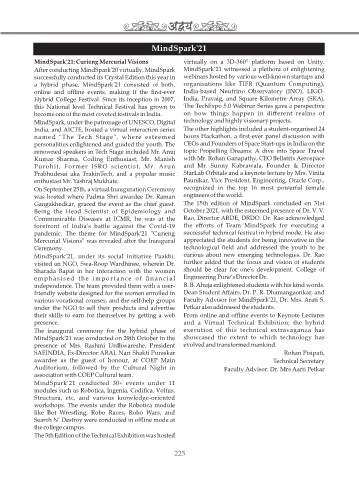 अद्वैय
MindSpark'21
MindSpark'21: Curieng Mercurial Visions
After conducting MindSpark'20 virtually, MindSpark
successfully conducted its Crystal Edition this year in
a hybrid phase. MindSpark'21 consisted of both,
online and offline events, making it the first-ever
Hybrid College Festival. Since its inception in 2007,
this National level Technical Festival has grown to
become one of the most coveted festivals in India.
MindSpark, under the patronage of UNESCO, Digital
India, and AICTE, hosted a virtual interaction series
named "The Tech Stage", where esteemed
personalities enlightened and guided the youth. The
renowned speakers in Tech Stage included Mr. Anuj
Kumar Sharma, Coding Enthusiast, Mr. Manish
Purohit, Former ISRO scientist, Mr. Arun
Prabhudesai aka TrakinTech, and a popular music
enthusiast Mr. Yashraj Mukhate.
On September 25th, a virtual Inauguration Ceremony
was hosted where Padma Shri awardee Dr. Raman
Gangakhedkar, graced the event as the chief guest.
Being the Head Scientist of Epidemiology and
Communicable Diseases at ICMR, he was at the
forefront of India's battle against the Covid-19
pandemic. The theme for MindSpark'21 "Curieng
Mercurial Visions" was revealed after the Inaugural
Ceremony.
MindSpark'21, under its social Initiative Paakhi,
visited an NGO, Swa-Roop Wardhinee, wherein Dr.
Sharada Bapat in her interaction with the women
emphasised the importance of financial
independence. The team provided them with a user-
friendly website designed for the women enrolled in
various vocational courses, and the self-help groups
under the NGO to sell their products and advertise
their skills to earn for themselves by getting a web
presence.
The inaugural ceremony for the hybrid phase of
MindSpark'21 was conducted on 28th October in the
presence of Mrs. Rashmi Urdhwareshe, President
SAEINDIA, Ex-Director ARAI, Nari Shakti Puraskar
awardee as the guest of honour, at COEP Main
Auditorium, followed by the Cultural Night in
association with COEP Cultural team.
MindSpark'21 conducted 30+ events under 11
modules such as Robotica, Ingenia, Codifica, Voltus,
Structura, etc, and various knowledge-oriented
workshops. The events under the Robotica module
like Bot Wrestling, Robo Races, Robo Wars, and
Search N' Destroy were conducted in offline mode at
the college campus.
The 5th Edition of the Technical Exhibition was hosted
virtually on a 3D-360° platform based on Unity.
MindSpark'21 witnessed a plethora of enlightening
webinars hosted by various well-known startups and
organisations like TIFR (Quantum Computing),
India-based Neutrino Observatory (INO), LIGO-
India, Pravaig, and Square Kilometre Array (SKA).
The TechExpo 5.0 Webinar Series gave a perspective
on how things happen in different realms of
technology and highly visionary projects.
The other highlights included a student-organised 24
hours Hackathon, a first-ever panel discussion with
CEOs and Founders of Space Start-ups in India on the
topic Propelling Dreams: A dive into Space Travel
with Mr. Rohan Ganapathy, CEO Bellatrix Aerospace
and Mr. Sunny Kabrawala, Founder & Director
StarLab Orbitals and a keynote lecture by Mrs. Vinita
Paunikar, Vice President, Engineering, Oracle Corp.,
recognized in the top 16 most powerful female
engineers of the world.
The 15th edition of MindSpark concluded on 31st
October 2021, with the esteemed presence of Dr. V. V.
Rao, Director ARDE, DRDO. Dr. Rao acknowledged
the efforts of Team MindSpark for executing a
successful technical festival in hybrid mode. He also
appreciated the students for being innovative in the
technological field and addressed the youth to be
curious about new emerging technologies. Dr. Rao
further added that the focus and vision of students
should be clear for one's development. College of
Engineering Pune's Director Dr.
B. B. Ahuja enlightened students with his kind words.
Dean Student Affairs, Dr. P. R. Dhamangaonkar, and
Faculty Advisor for MindSpark'21, Dr. Mrs. Arati S.
Petkar also addressed the students.
From online and offline events to Keynote Lectures
and a Virtual Technical Exhibition; the hybrid
execution of this technical extravaganza has
showcased the extent to which technology has
evolved and transformed mankind.
Rohan Prajpati,
Technical Secretary
Faculty Advisor: Dr. Mrs Aarti Petkar
225